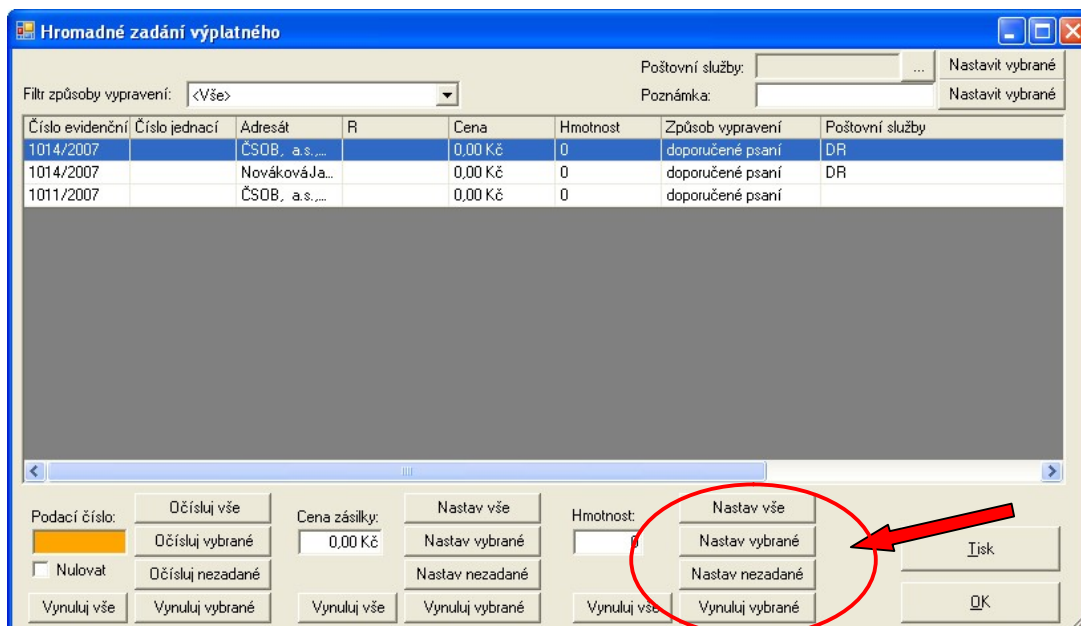 Hromadné zadání výplatného
Poštovní služby: ... Nastavit vybrané
Filtr způsoby vypravení: <Vše> Poznámka: Nastavit vybrané
Číslo evidenční Číslo jednací Adresát R Cena Hmotnost Způsob vypravení Poštovní služby
1014/2007 ČSOB, a.s.,... 0,00 Kč 0 doporučené psaní DR
1014/2007 NovákováJa... 0,00 Kč 0 doporučené psaní DR
1011/2007 ČSOB, a.s.,... 0,00 Kč 0 doporučené psaní
Podací číslo: Očísluj vše Cena zásilky: Nastav vše Hmotnost: Nastav vše
Očísluj vybrané 0,00 Kč Nastav vybrané 0 Nastav vybrané Tisk
Nulovat Očísluj nezadané Nastav nezadané Nastav nezadané
Vynuluj vše Vynuluj vybrané Vynuluj vše Vynuluj vybrané Vynuluj vše Vynuluj vybrané OK